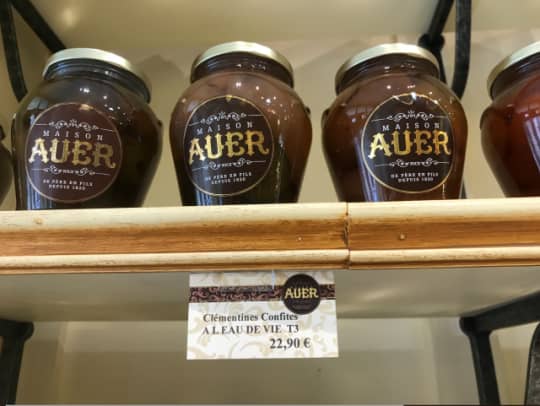 MAISON
AUER
DE PÈRE EN FILS
DEPUIS 1820
MAISON
AUER
DE PÈRE EN FILS
DEPUIS 1820
MAISON
AUER
DE PÈRE EN FILS
DEPUIS 1820
AUER
Clémentines Confites
A L EAU DE VIE T3
22,90 €